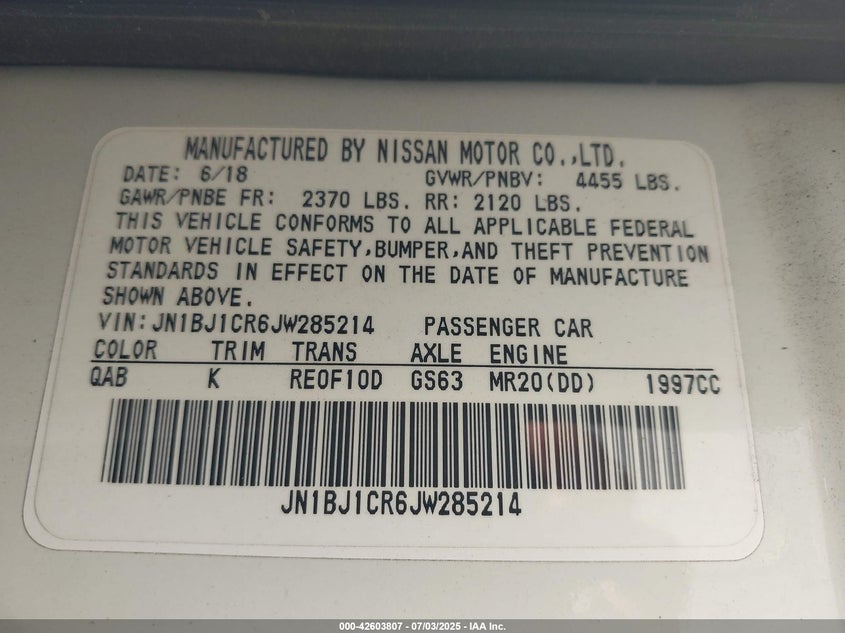 MANUFACTURED BY NISSAN MOTOR CO.,LTD.
DATE: 6/18 GVWR/PNBV: 4455 LBS.
GAWR/PNBE FR: 2370 LBS. RR: 2120 LBS.
THIS VEHICLE CONFORMS TO ALL APPLICABLE FEDERAL
MOTOR VEHICLE SAFETY,BUMPER,AND THEFT PREVENTION
STANDARDS IN EFFECT ON THE DATE OF MANUFACTURE
SHOWN ABOVE.
VIN:JN1BJ1CR6JW285214 PASSENGER CAR
COLOR TRIM TRANS AXLE ENGINE
QAB K RE0F10D GS63 MR20(DD) 1997CC
JN1BJ1CR6JW285214
000-42603807 - 07/03/2025 - IAA Inc.